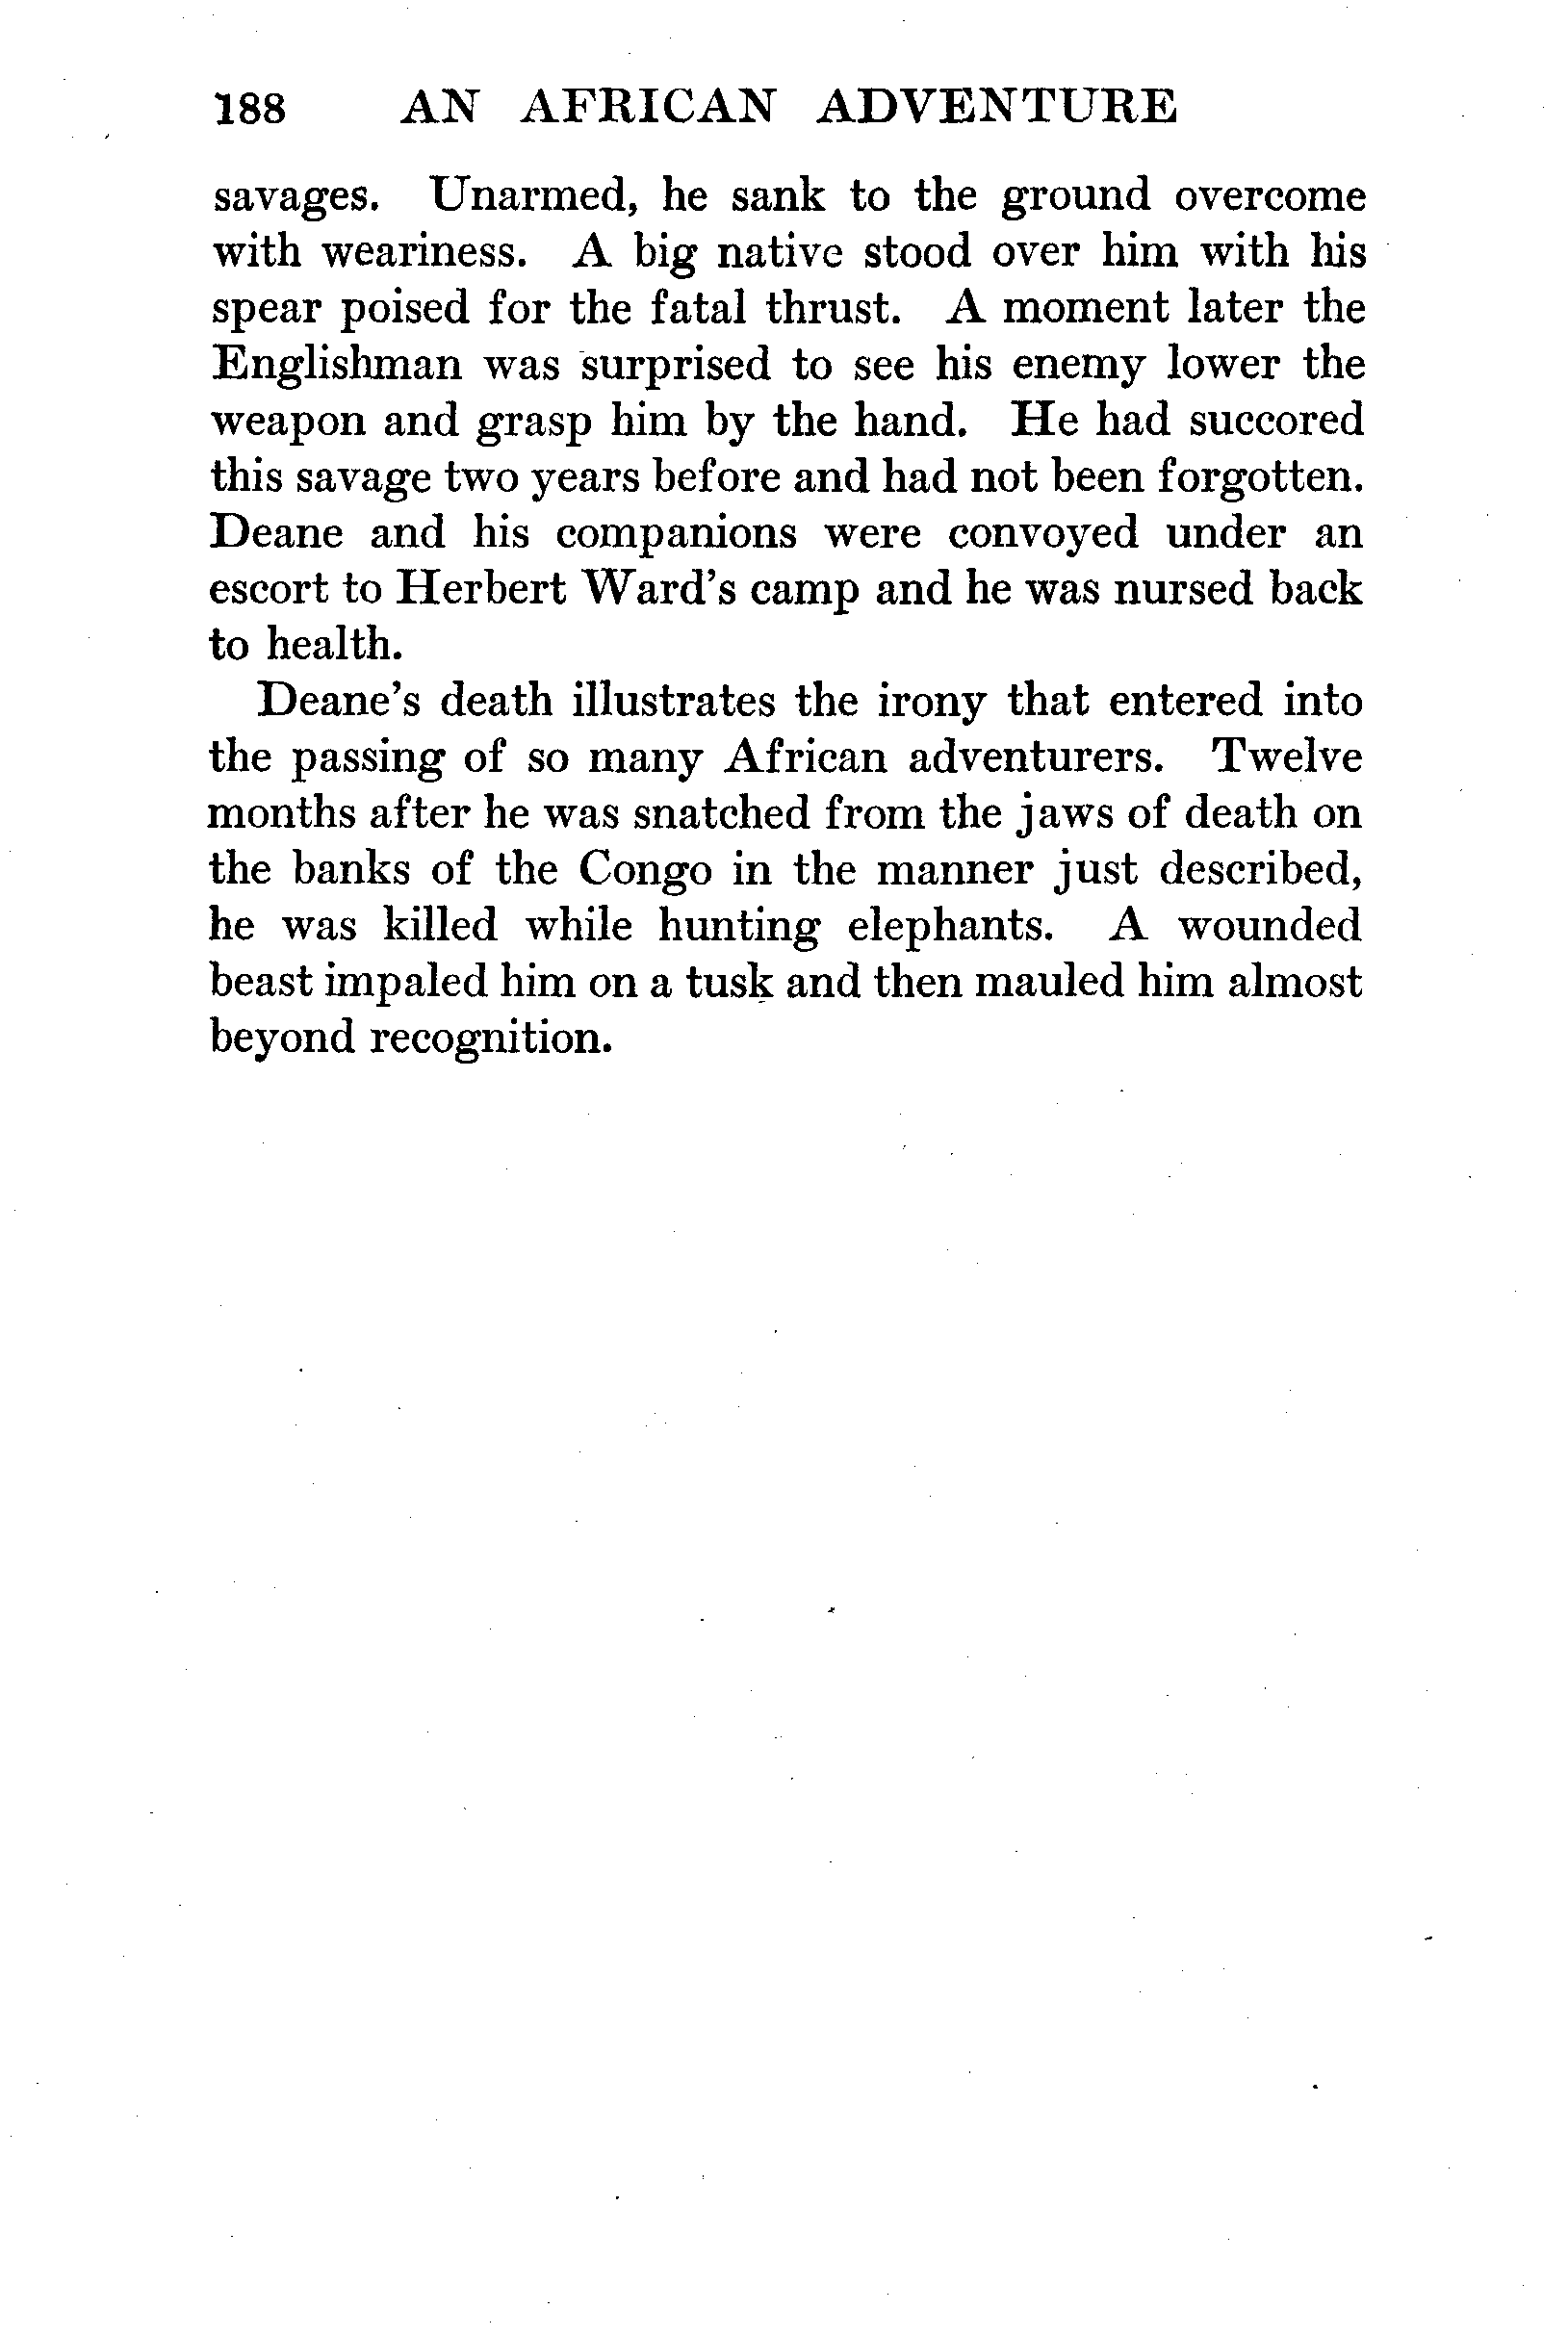 188 AN AFRICAN ADVENTURE
savages. Unarmed, he sank to the ground overcome
with weariness. A big native stood over him with his
spear poised for the fatal thrust. A moment later the
Englishman was surprised to see his enemy lower the
weapon and grasp him by the hand. He had succored
this savage two years before and had not been forgotten.
Deane and his companions were convoyed under an
escort to Herbert Ward's camp and he was nursed back
to health.
Deane's death illustrates the irony that entered into
the passing of so many African adventurers. Twelve
months after he was snatched from the jaws of death on
the banks of the Congo in the manner just described,
he was killed while hunting elephants. A wounded
beast impaled him on a tusk and then mauled him almost
beyond recognition.